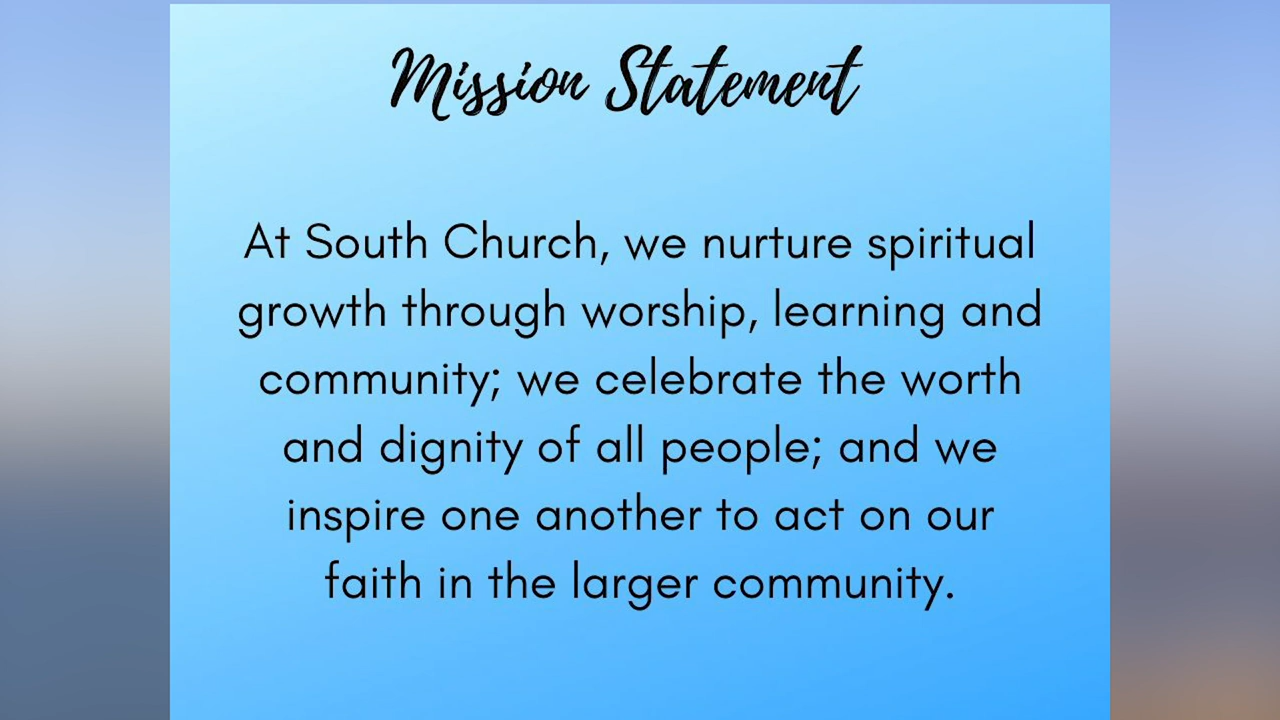 Mission Statement
At South Church, we nurture spiritual
growth through worship, learning and
community; we celebrate the worth
and dignity of all people; and we
inspire one another to act on our
faith in the larger community.